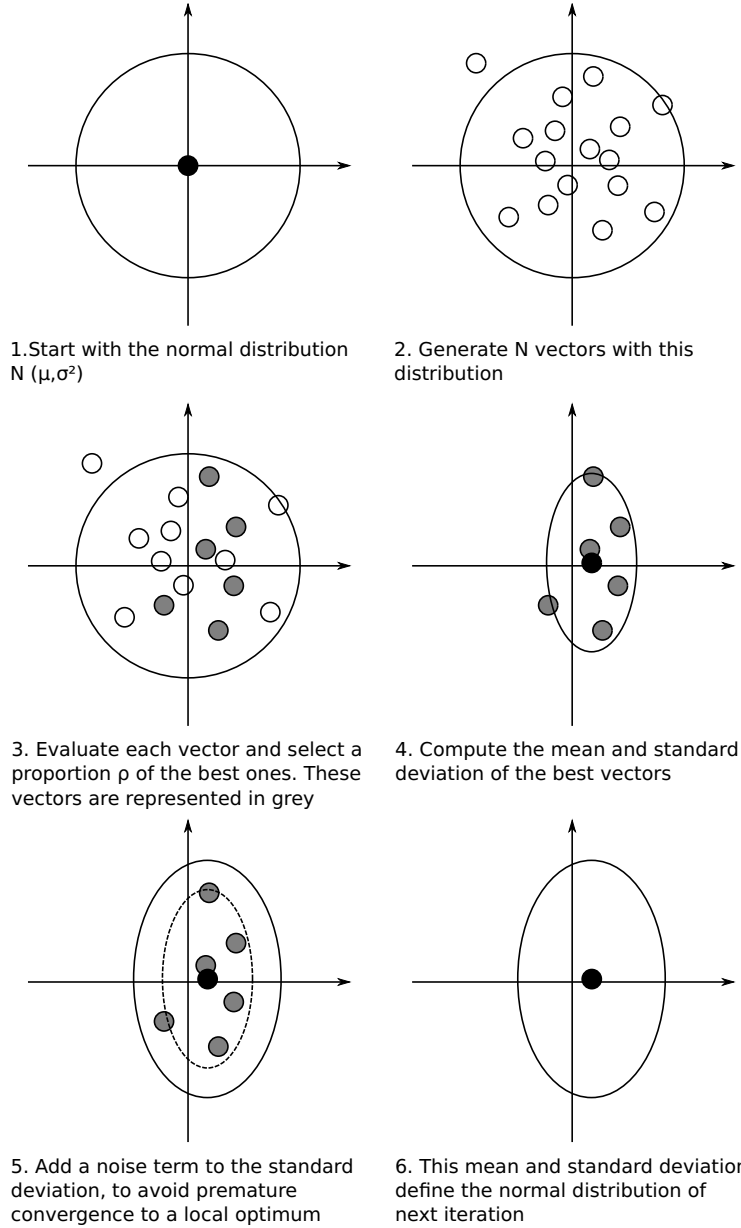 1.Start with the normal distribution
N (μ,σ²)
2. Generate N vectors with this
distribution
3. Evaluate each vector and select a
proportion ρ of the best ones. These
vectors are represented in grey
4. Compute the mean and standard
deviation of the best vectors
5. Add a noise term to the standard
deviation, to avoid premature
convergence to a local optimum
6. This mean and standard deviation
define the normal distribution of
next iteration